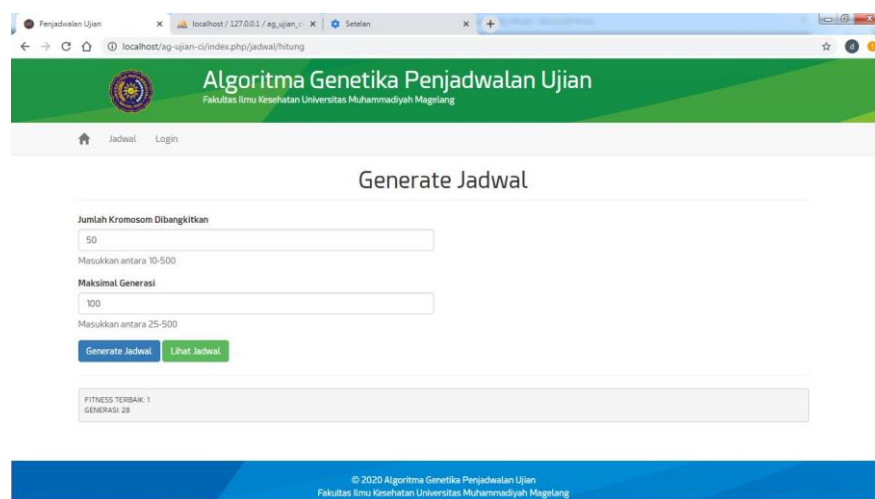 Penjadwalan Ujian
localhost / 127.0.0.1 / ag_ujian_c
Setelan
localhost/ag-ujian-ci/index.php/jadwal/hitung
Algoritma Genetika Penjadwalan Ujian
Fakultas Ilmu Kesehatan Universitas Muhammadiyah Magelang
Jadwal Login
Generate Jadwal
Jumlah Kromosom Dibangkitkan
50
Masukkan antara 10-500
Maksimal Generasi
100
Masukkan antara 25-500
Generate Jadwal Lihat Jadwal
FITNESS TERBAIK: 1
GENERASI: 28
© 2020 Algoritma Genetika Penjadwalan Ujian
Fakultas Ilmu Kesehatan Universitas Muhammadiyah Magelang